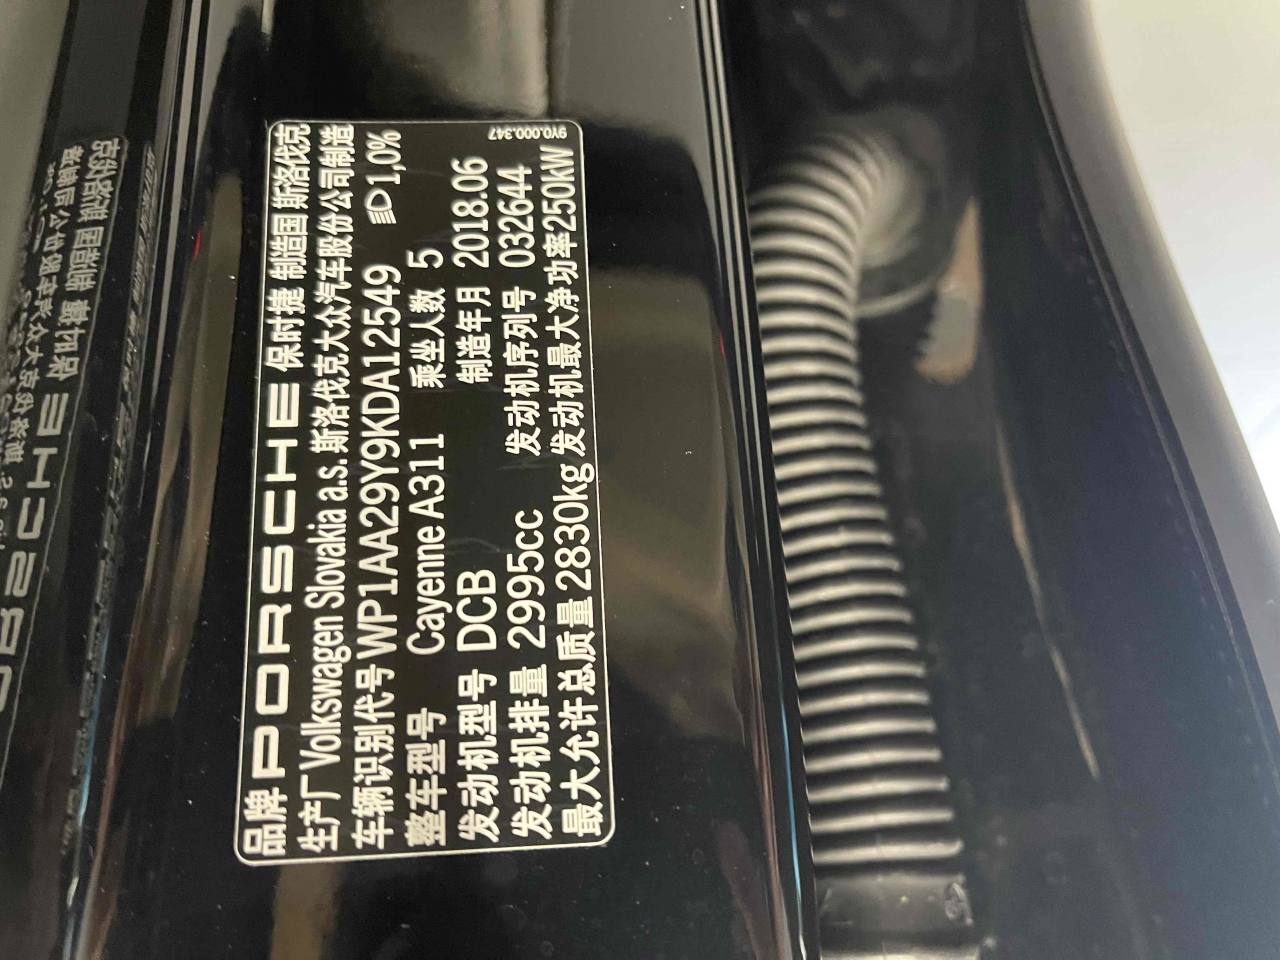 9Y0.000.347
品牌 PORSCHE 保时捷 制造国 斯洛伐克
生产厂 Volkswagen Slovakia a.s. 斯洛伐克大众汽车股份公司制造
车辆识别代号 WP1AA29Y9KDA12549 1,0%
整车型号 Cayenne A311 乘坐人数 5
发动机型号 DCB 制造年月 2018.06
发动机排量 2995cc 发动机序列号 032644
最大允许总质量 2830kg 发动机最大净功率 250kW